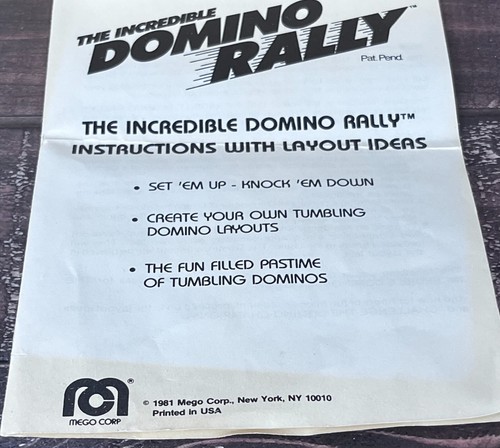 THE INCREDIBLE
DOMINO
RALLY™
Pat. Pend.
THE INCREDIBLE DOMINO RALLY™
INSTRUCTIONS WITH LAYOUT IDEAS
• SET 'EM UP - KNOCK 'EM DOWN
• CREATE YOUR OWN TUMBLING
DOMINO LAYOUTS
• THE FUN FILLED PASTIME
OF TUMBLING DOMINOS
®
MEGO CORP
© 1981 Mego Corp., New York, NY 10010
Printed in USA